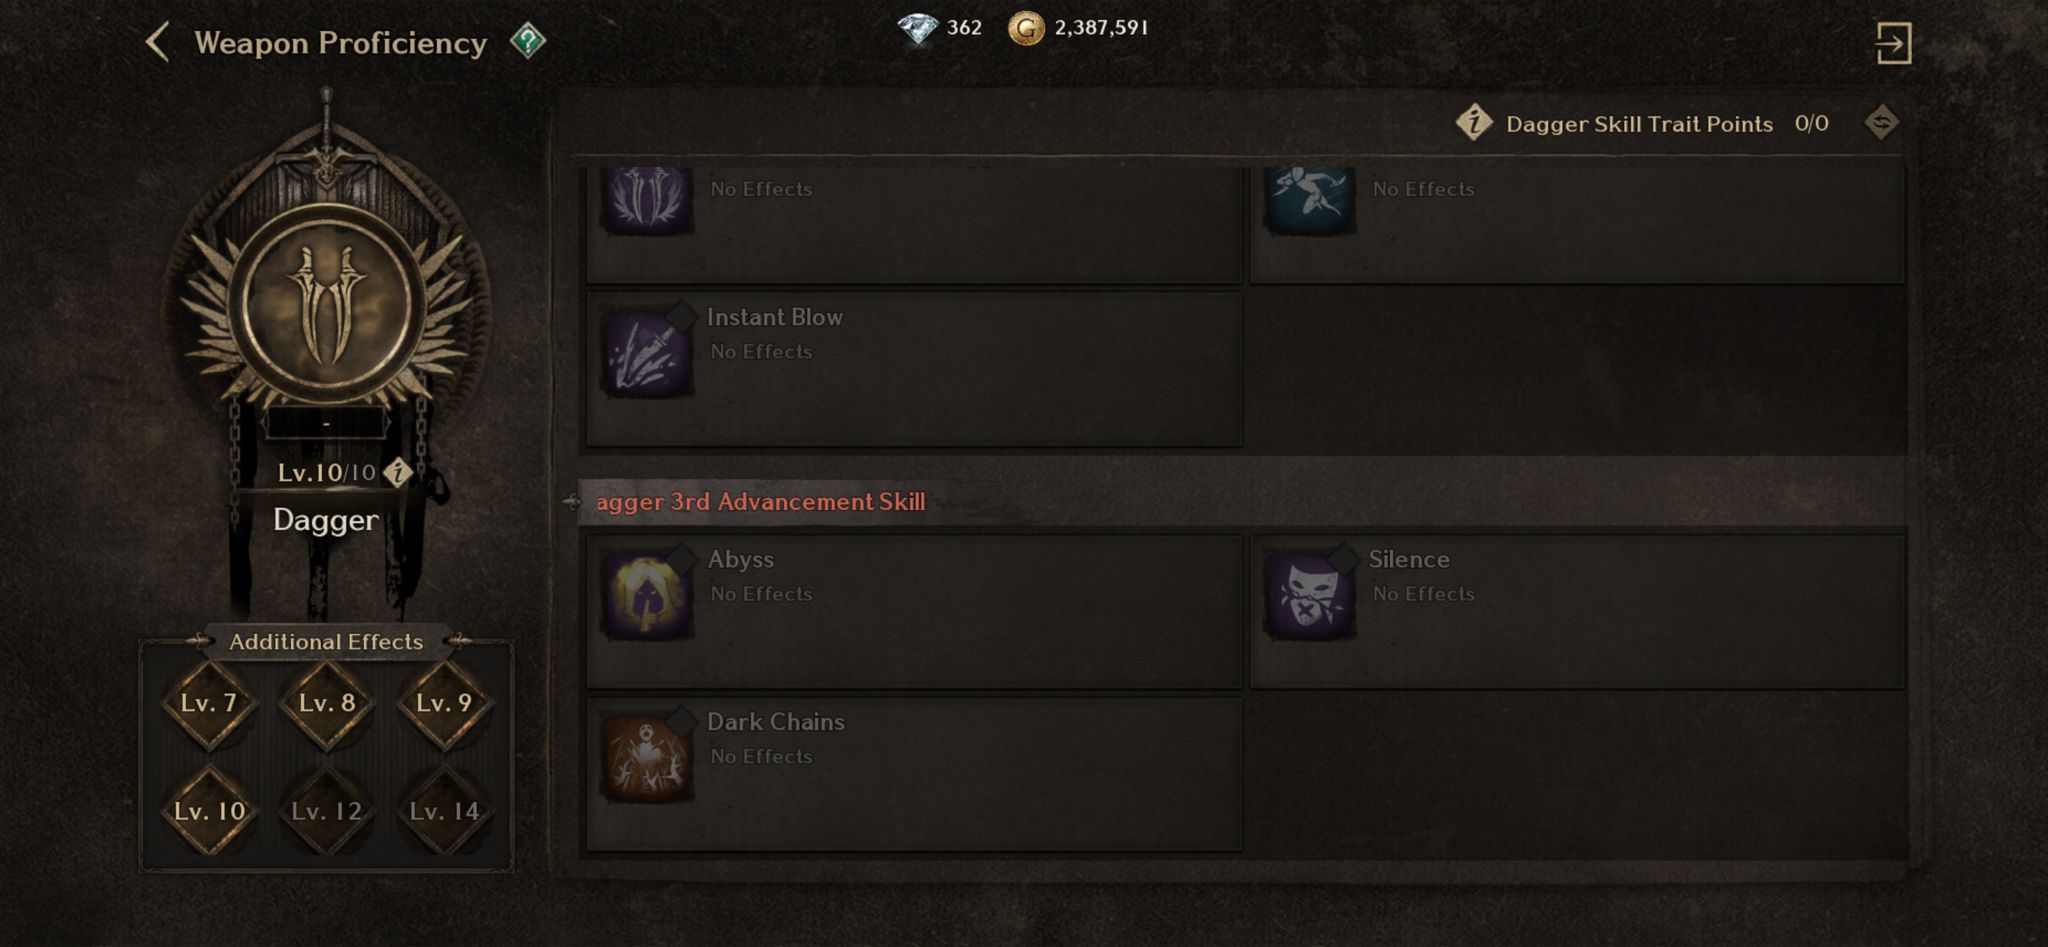 Weapon Proficiency
362
2,387,591
Dagger Skill Trait Points 0/0
No Effects
No Effects
Instant Blow
No Effects
agger 3rd Advancement Skill
Abyss
No Effects
Silence
No Effects
Dark Chains
No Effects
-
Lv.10/10
Dagger
Additional Effects
Lv. 7
Lv. 8
Lv. 9
Lv. 10
Lv. 12
Lv. 14